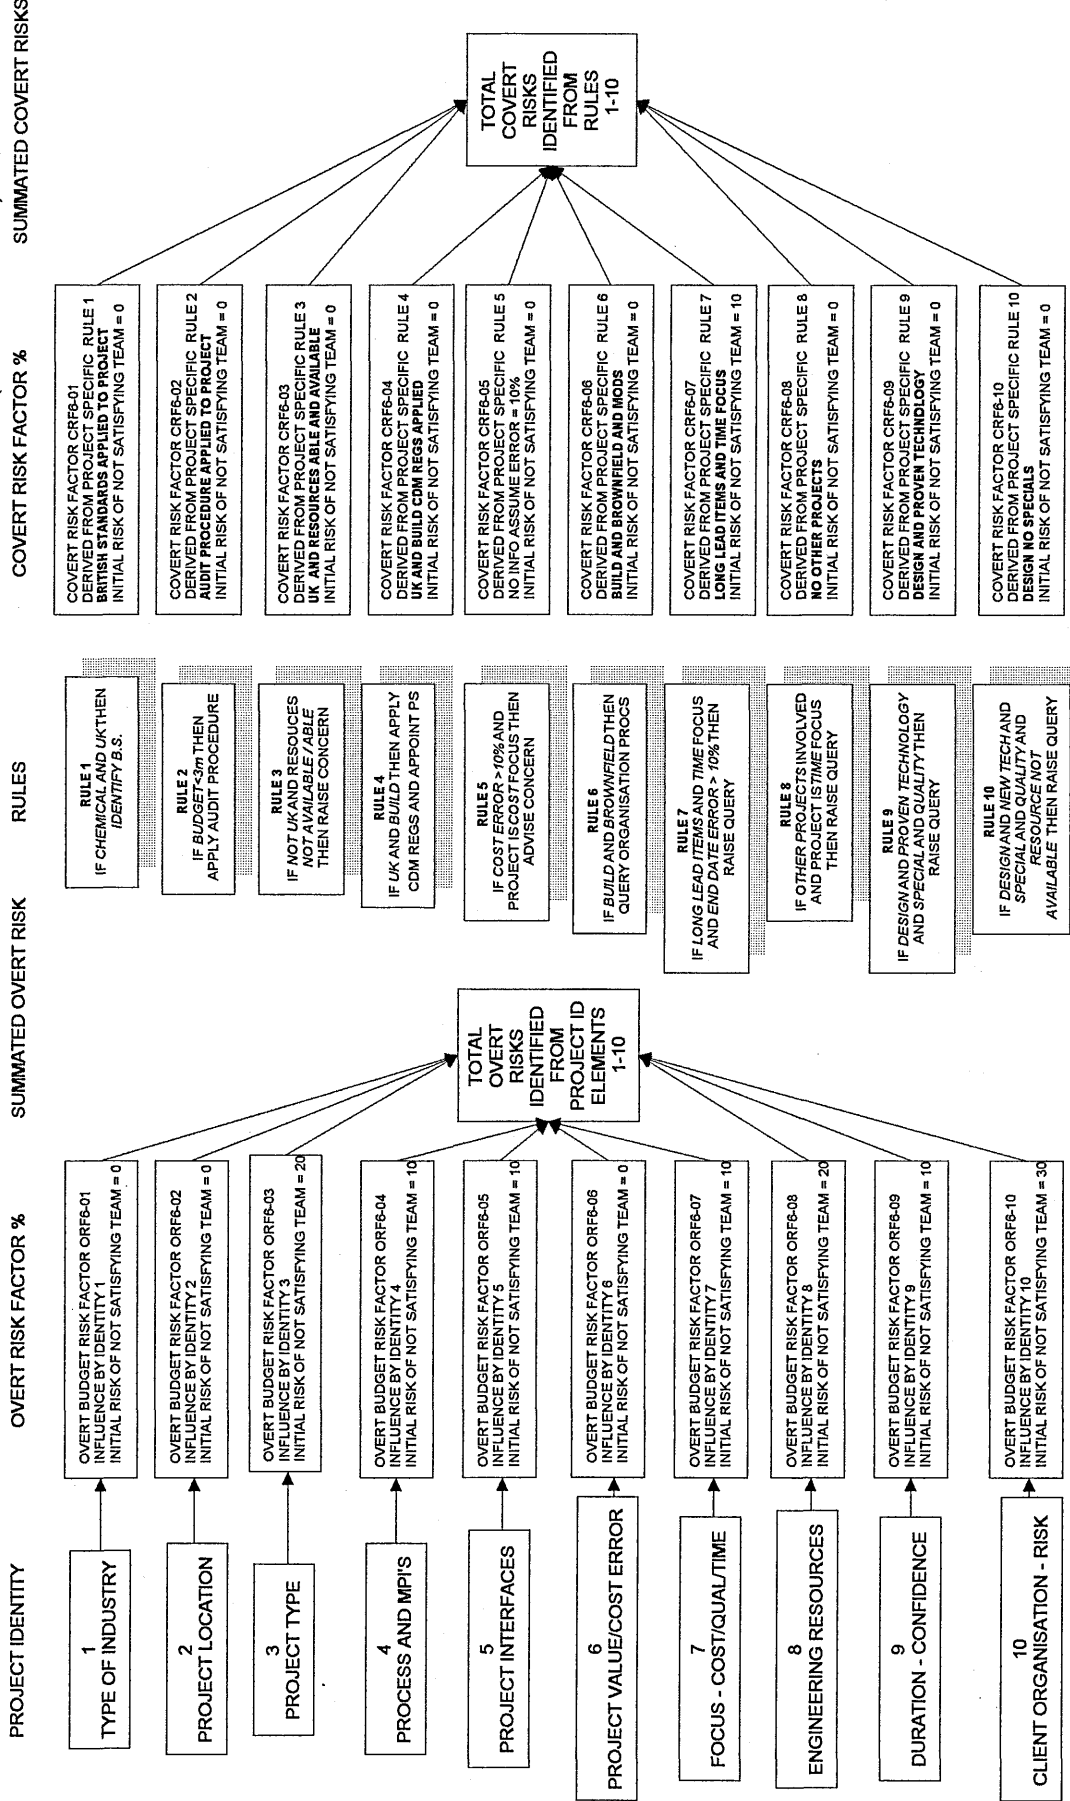 PROJECT IDENTITY
OVERT RISK FACTOR %
SUMMATED OVERT RISK
RULES
COVERT RISK FACTOR %
SUMMATED COVERT RISKS
1
TYPE OF INDUSTRY
2
PROJECT LOCATION
3
PROJECT TYPE
4
PROCESS AND MPI'S
5
PROJECT INTERFACES
6
PROJECT VALUE/COST ERROR
7
FOCUS - COST/QUAL/TIME
8
ENGINEERING RESOURCES
9
DURATION - CONFIDENCE
10
CLIENT ORGANISATION - RISK
OVERT BUDGET RISK FACTOR ORF6-01
INFLUENCE BY IDENTITY 1
INITIAL RISK OF NOT SATISFYING TEAM = 0
OVERT BUDGET RISK FACTOR ORF6-02
INFLUENCE BY IDENTITY 2
INITIAL RISK OF NOT SATISFYING TEAM = 0
OVERT BUDGET RISK FACTOR ORF6-03
INFLUENCE BY IDENTITY 3
INITIAL RISK OF NOT SATISFYING TEAM = 20
OVERT BUDGET RISK FACTOR ORF6-04
INFLUENCE BY IDENTITY 4
INITIAL RISK OF NOT SATISFYING TEAM = 10
OVERT BUDGET RISK FACTOR ORF6-05
INFLUENCE BY IDENTITY 5
INITIAL RISK OF NOT SATISFYING TEAM = 10
OVERT BUDGET RISK FACTOR ORF6-06
INFLUENCE BY IDENTITY 6
INITIAL RISK OF NOT SATISFYING TEAM = 0
OVERT BUDGET RISK FACTOR ORF6-07
INFLUENCE BY IDENTITY 7
INITIAL RISK OF NOT SATISFYING TEAM = 10
OVERT BUDGET RISK FACTOR ORF6-08
INFLUENCE BY IDENTITY 8
INITIAL RISK OF NOT SATISFYING TEAM = 20
OVERT BUDGET RISK FACTOR ORF6-09
INFLUENCE BY IDENTITY 9
INITIAL RISK OF NOT SATISFYING TEAM = 10
OVERT BUDGET RISK FACTOR ORF6-10
INFLUENCE BY IDENTITY 10
INITIAL RISK OF NOT SATISFYING TEAM = 30
TOTAL
OVERT
RISKS
IDENTIFIED
FROM
PROJECT ID
ELEMENTS
1-10
RULE 1
IF CHEMICAL AND UK THEN
IDENTIFY B.S.
RULE 2
IF BUDGET<3m THEN
APPLY AUDIT PROCEDURE
RULE 3
IF NOT UK AND RESOUCES
NOT AVAILABLE / ABLE
THEN RAISE CONCERN
RULE 4
IF UK AND BUILD THEN APPLY
CDM REGS AND APPOINT PS
RULE 5
IF COST ERROR >10% AND
PROJECT IS COST FOCUS THEN
ADVISE CONCERN
RULE 6
IF BUILD AND BROWNFIELD THEN
QUERY ORGANISATION PROCS
RULE 7
IF LONG LEAD ITEMS AND TIME FOCUS
AND END DATE ERROR > 10% THEN
RAISE QUERY
RULE 8
IF OTHER PROJECTS INVOLVED
AND PROJECT IS TIME FOCUS
THEN RAISE QUERY
RULE 9
IF DESIGN AND PROVEN TECHNOLOGY
AND SPECIAL AND QUALITY THEN
RAISE QUERY
RULE 10
IF DESIGN AND NEW TECH AND
SPECIAL AND QUALITY AND
RESOURCE NOT
AVAILABLE THEN RAISE QUERY
COVERT RISK FACTOR CRF6-01
DERIVED FROM PROJECT SPECIFIC RULE 1
BRITISH STANDARDS APPLIED TO PROJECT
INITIAL RISK OF NOT SATISFYING TEAM = 0
COVERT RISK FACTOR CRF6-02
DERIVED FROM PROJECT SPECIFIC RULE 2
AUDIT PROCEDURE APPLIED TO PROJECT
INITIAL RISK OF NOT SATISFYING TEAM = 0
COVERT RISK FACTOR CRF6-03
DERIVED FROM PROJECT SPECIFIC RULE 3
UK AND RESOURCES ABLE AND AVAILABLE
INITIAL RISK OF NOT SATISFYING TEAM = 0
COVERT RISK FACTOR CRF6-04
DERIVED FROM PROJECT SPECIFIC RULE 4
UK AND BUILD CDM REGS APPLIED
INITIAL RISK OF NOT SATISFYING TEAM = 0
COVERT RISK FACTOR CRF6-05
DERIVED FROM PROJECT SPECIFIC RULE 5
NO INFO ASSUME ERROR = 10%
INITIAL RISK OF NOT SATISFYING TEAM = 0
COVERT RISK FACTOR CRF6-06
DERIVED FROM PROJECT SPECIFIC RULE 6
BUILD AND BROWNFIELD AND MODS
INITIAL RISK OF NOT SATISFYING TEAM = 0
COVERT RISK FACTOR CRF6-07
DERIVED FROM PROJECT SPECIFIC RULE 7
LONG LEAD ITEMS AND TIME FOCUS
INITIAL RISK OF NOT SATISFYING TEAM = 10
COVERT RISK FACTOR CRF6-08
DERIVED FROM PROJECT SPECIFIC RULE 8
NO OTHER PROJECTS
INITIAL RISK OF NOT SATISFYING TEAM = 0
COVERT RISK FACTOR CRF6-09
DERIVED FROM PROJECT SPECIFIC RULE 9
DESIGN AND PROVEN TECHNOLOGY
INITIAL RISK OF NOT SATISFYING TEAM = 0
COVERT RISK FACTOR CRF6-10
DERIVED FROM PROJECT SPECIFIC RULE 10
DESIGN NO SPECIALS
INITIAL RISK OF NOT SATISFYING TEAM = 0
TOTAL
COVERT
RISKS
IDENTIFIED
FROM
RULES
1-10